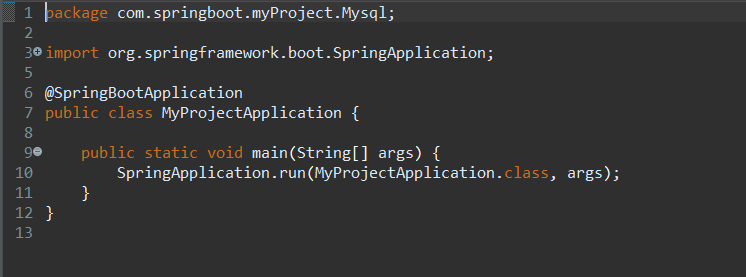 1 package com.springboot.myProject.Mysql;
2
3 import org.springframework.boot.SpringApplication;
5
6 @SpringBootApplication
7 public class MyProjectApplication {
8
9 public static void main(String[] args) {
10 SpringApplication.run(MyProjectApplication.class, args);
11 }
12 }
13